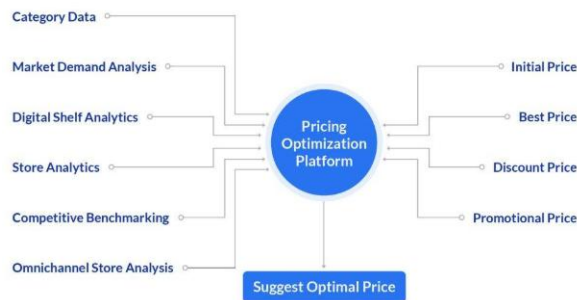 Category Data
Market Demand Analysis
Digital Shelf Analytics
Store Analytics
Competitive Benchmarking
Omnichannel Store Analysis
Pricing
Optimization
Platform
Initial Price
Best Price
Discount Price
Promotional Price
Suggest Optimal Price